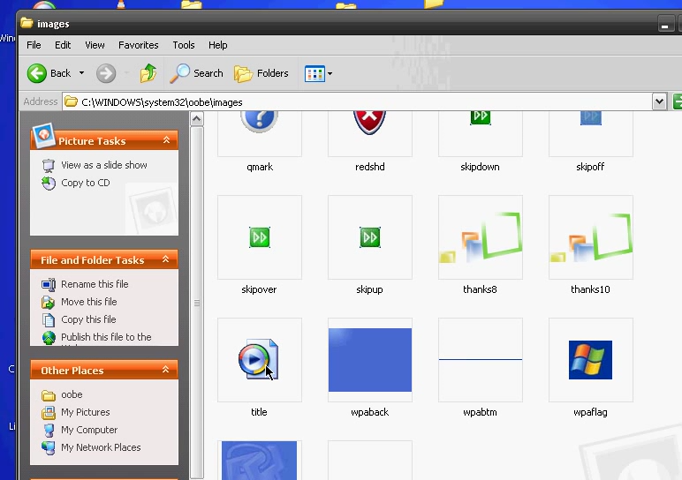 images
File Edit View Favorites Tools Help
Back Search Folders
Address C:\WINDOWS\system32\oobe\images
Picture Tasks
View as a slide show
Copy to CD
File and Folder Tasks
Rename this file
Move this file
Copy this file
Publish this file to the
Other Places
oobe
My Pictures
My Computer
My Network Places
qmark redshd skipdown skipoff
skipover skipup thanks8 thanks10
title wpaback wpabtm wpaflag